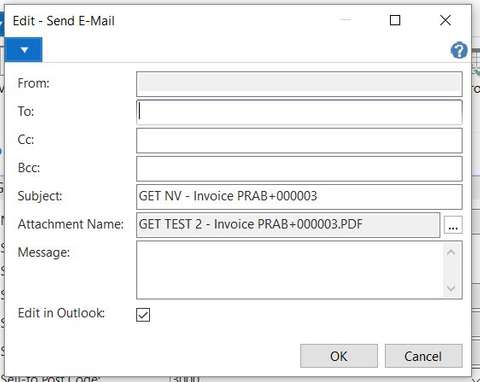 Edit - Send E-Mail
From:
To:
Cc:
Bcc:
Subject: GET NV - Invoice PRAB+000003
Attachment Name: GET TEST 2 - Invoice PRAB+000003.PDF ...
Message:
Edit in Outlook:
OK Cancel
Sell-to Post Code: 3000